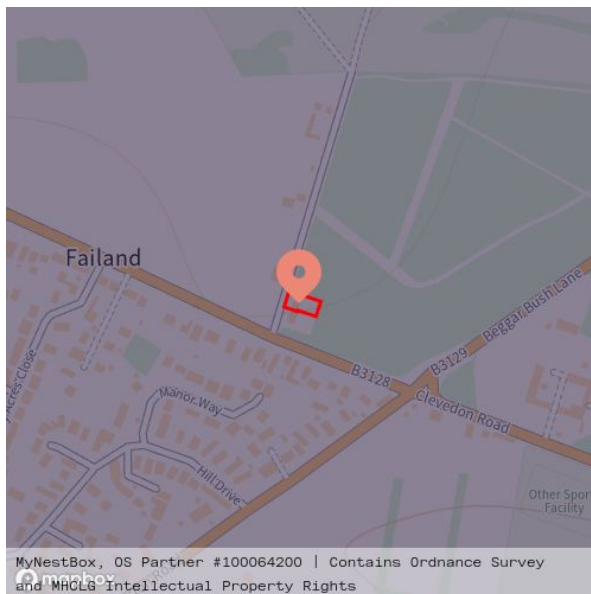 Failand
B3129
Beggar Bush Lane
B3128
Clevedon Road
Acres Close
Manor Way
Hill Drive
Other Sport
Facility
MyNestBox, OS Partner #100064200 | Contains Ordnance Survey
and MHCLG Intellectual Property Rights
mapbox